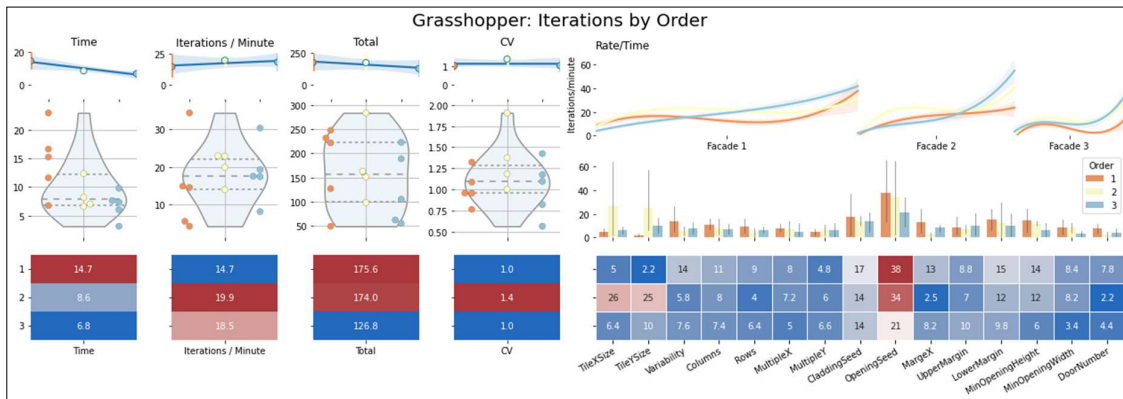 Grasshopper: Iterations by Order
Time
Iterations / Minute
Total
CV
Rate/Time
20
0
25
0
250
0
1
60
40
20
0
Iterations/minute
Facade 1
Facade 2
Facade 3
20
15
10
5
30
20
10
300
250
200
150
100
50
2.00
1.75
1.50
1.25
1.00
0.75
0.50
60
40
20
0
Order
1
2
3
1 14.7 14.7 175.6 1.0 5 2.2 14 11 9 8 4.8 17 38 13 8.8 15 14 8.4 7.8
2 8.6 19.9 174.0 1.4 26 25 5.8 8 4 7.2 6 14 34 2.5 7 12 12 8.2 2.2
3 6.8 18.5 126.8 1.0 6.4 10 7.6 7.4 6.4 5 6.6 14 21 8.2 10 9.8 6 3.4 4.4
Time
Iterations / Minute
Total
CV
TileXSize
TileYSize
Variability
Columns
Rows
MultipleX
MultipleY
CladdingSeed
OpeningSeed
MargeX
UpperMargin
LowerMargin
MinOpeningHeight
MinOpeningWidth
DoorNumber